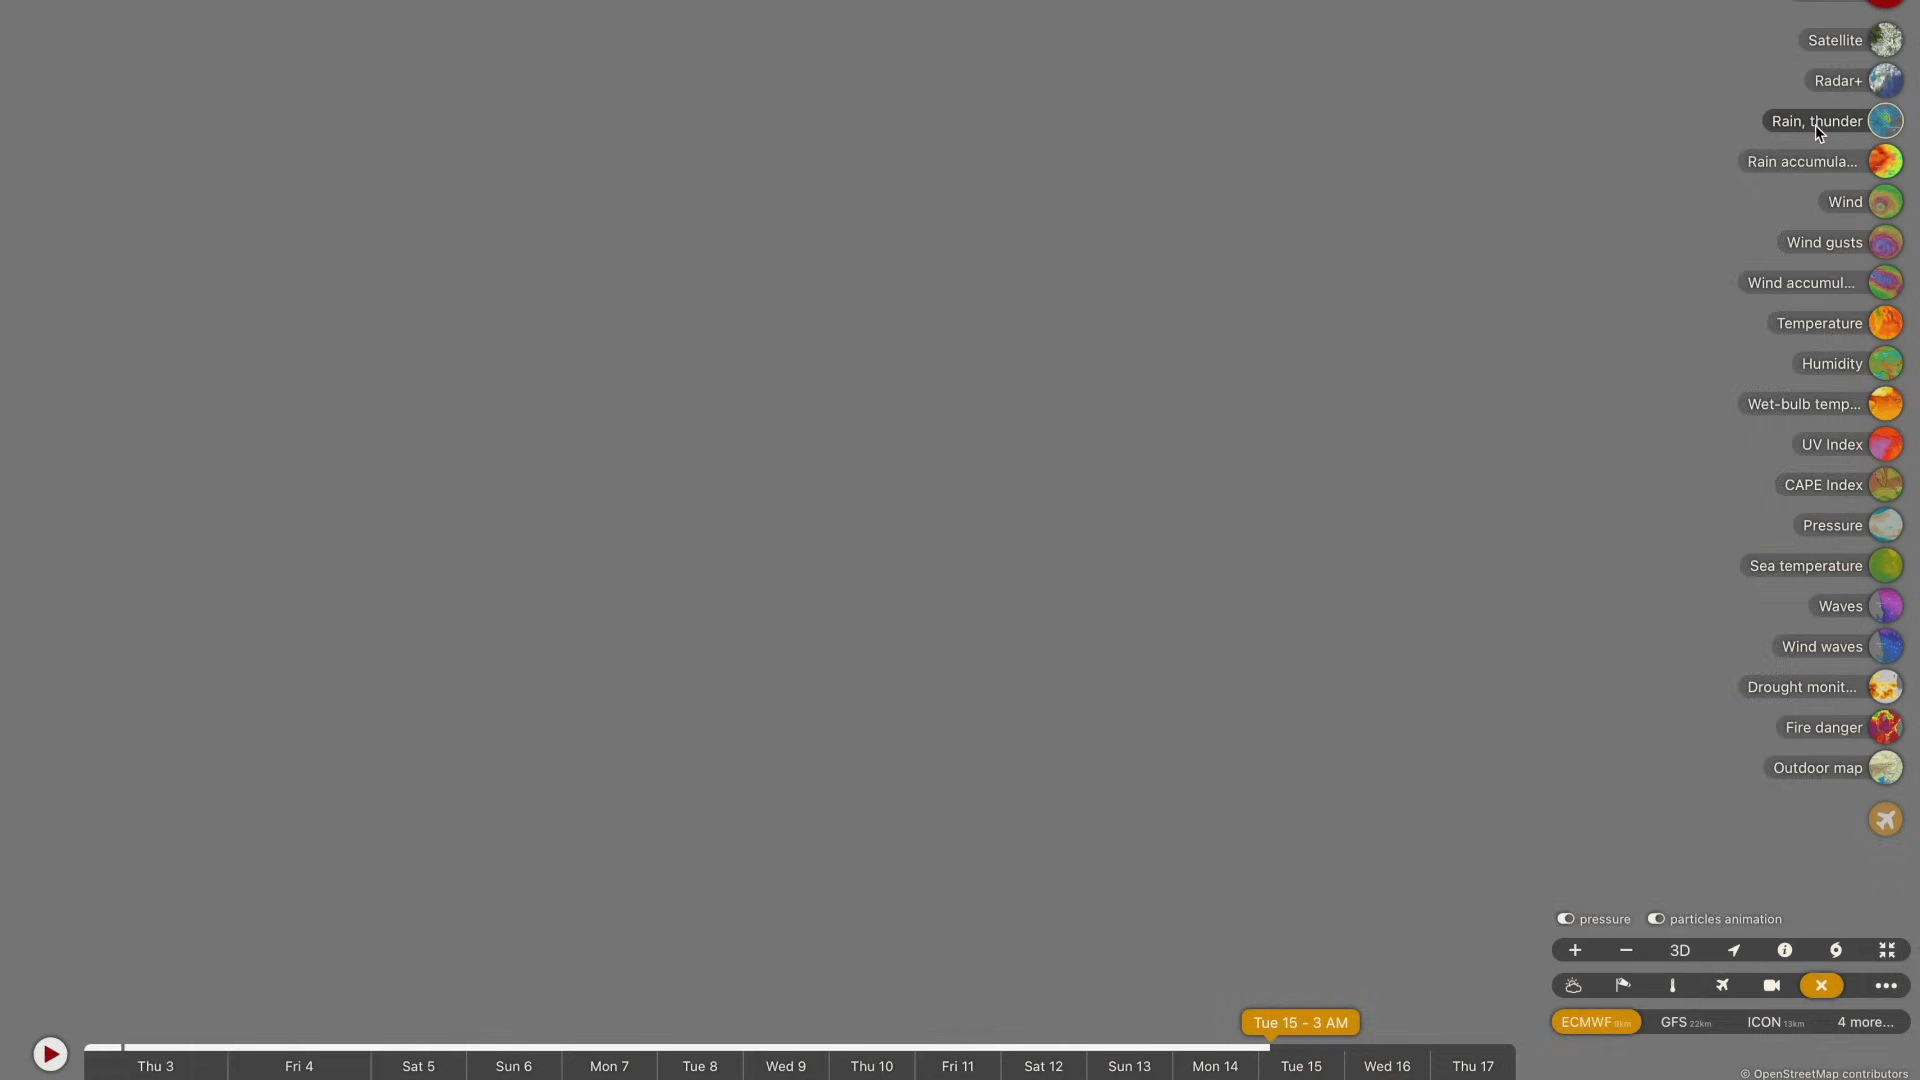 Satellite
Radar+
Rain, thunder
Rain accumula...
Wind
Wind gusts
Wind accumul...
Temperature
Humidity
Wet-bulb temp...
UV Index
CAPE Index
Pressure
Sea temperature
Waves
Wind waves
Drought monit...
Fire danger
Outdoor map
pressure particles animation
3D
ECMWF 9km GFS 22km ICON 13km 4 more...
Tue 15 - 3 AM
Thu 3 Fri 4 Sat 5 Sun 6 Mon 7 Tue 8 Wed 9 Thu 10 Fri 11 Sat 12 Sun 13 Mon 14 Tue 15 Wed 16 Thu 17
© OpenStreetMap contributors